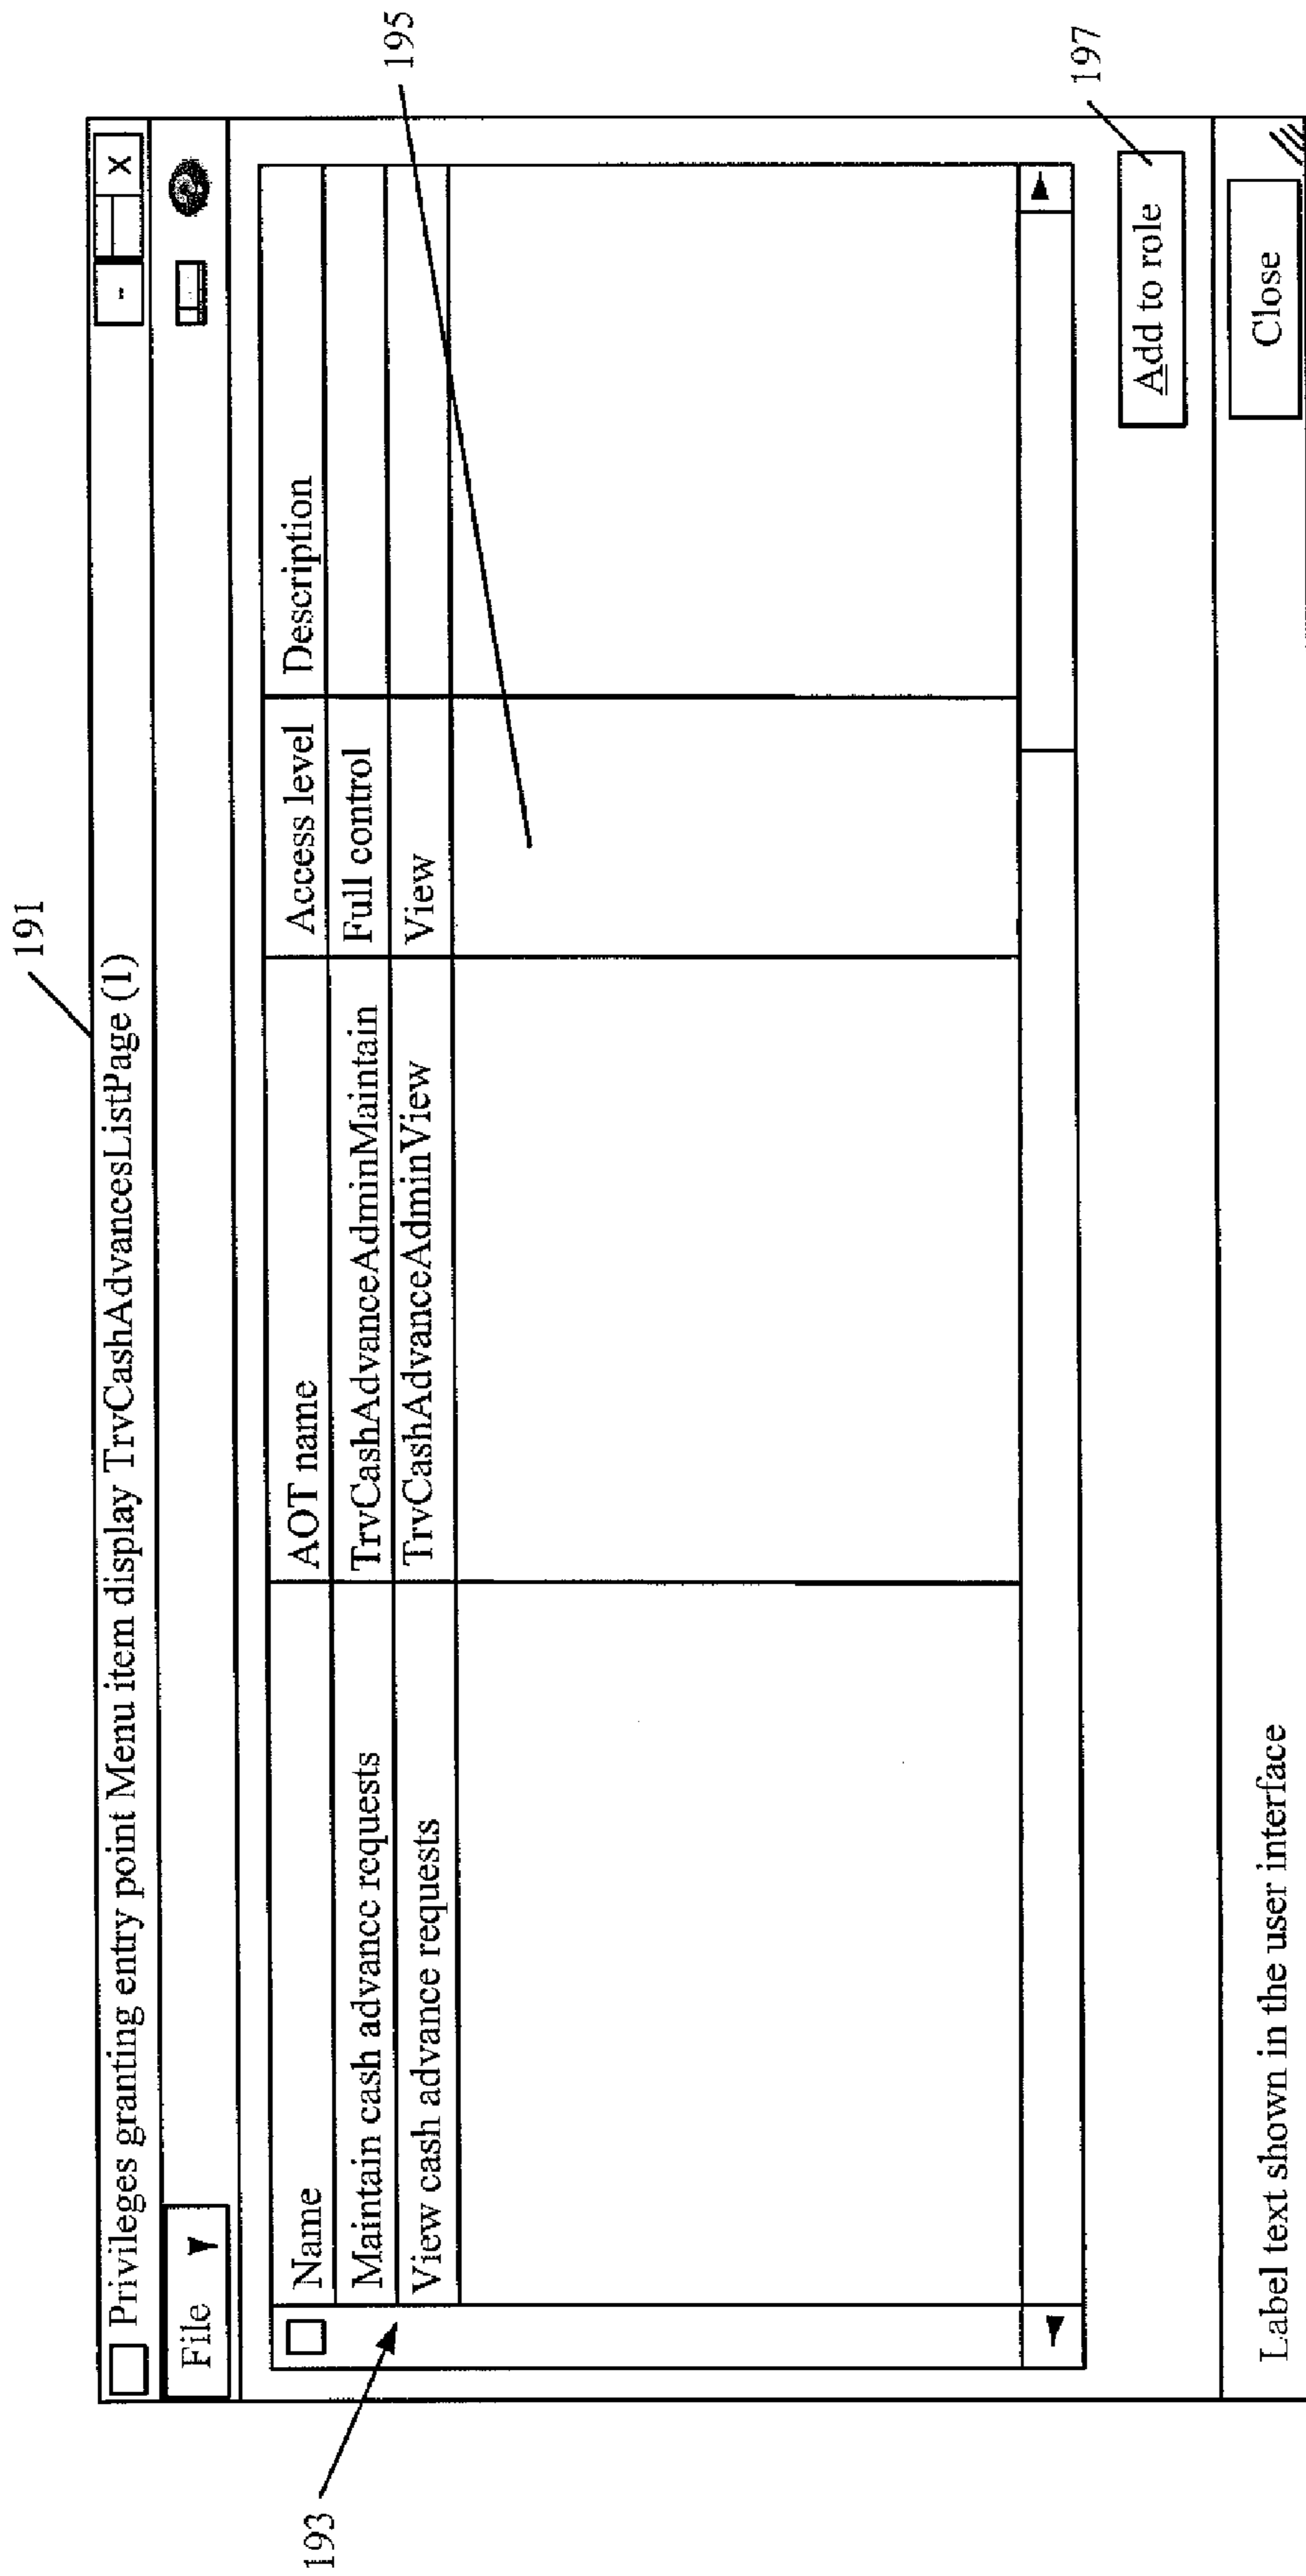 191
Privileges granting entry point Menu item display TrvCashAdvancesListPage (1)
- X
File
195
Name AOT name Access level Description
Maintain cash advance requests TrvCashAdvanceAdminMaintain Full control
View cash advance requests TrvCashAdvanceAdminView View
193
Add to role
197
Label text shown in the user interface
Close